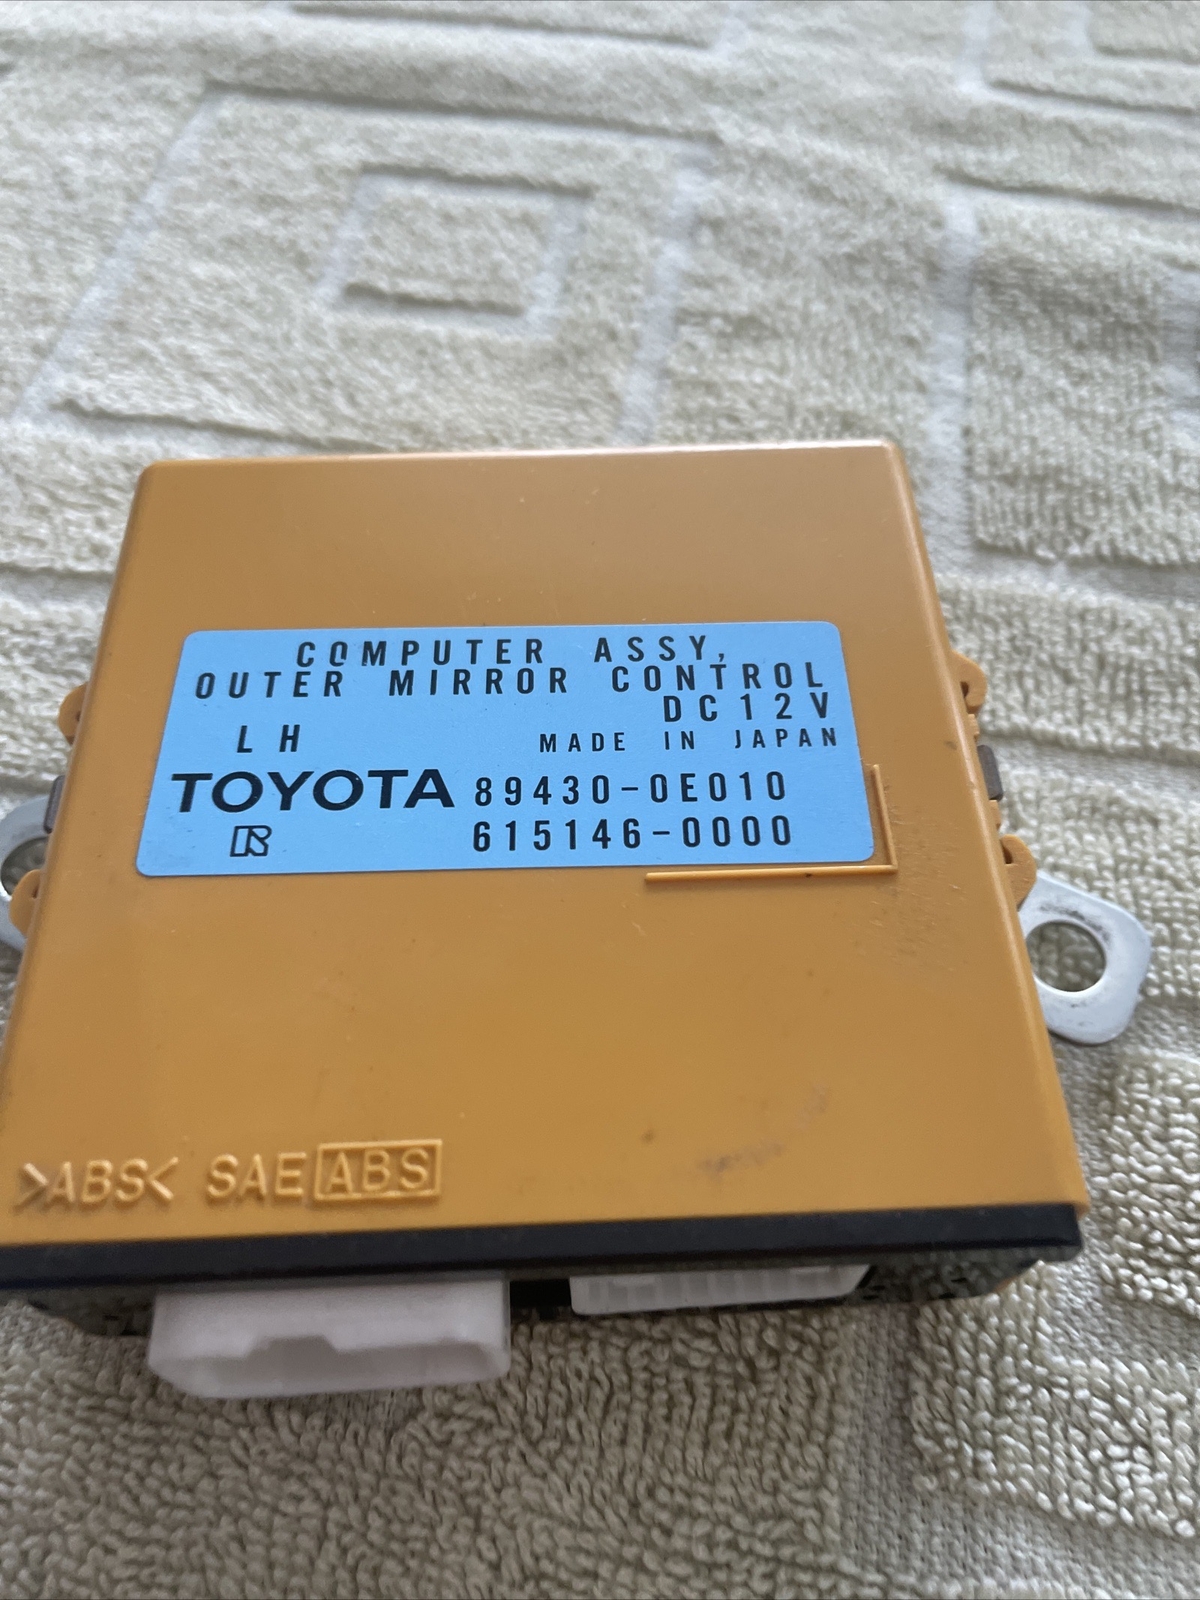 COMPUTER ASSY,
OUTER MIRROR CONTROL
DC12V
LH MADE IN JAPAN
TOYOTA 89430-0E010
R 615146-0000
>ABS< SAE ABS